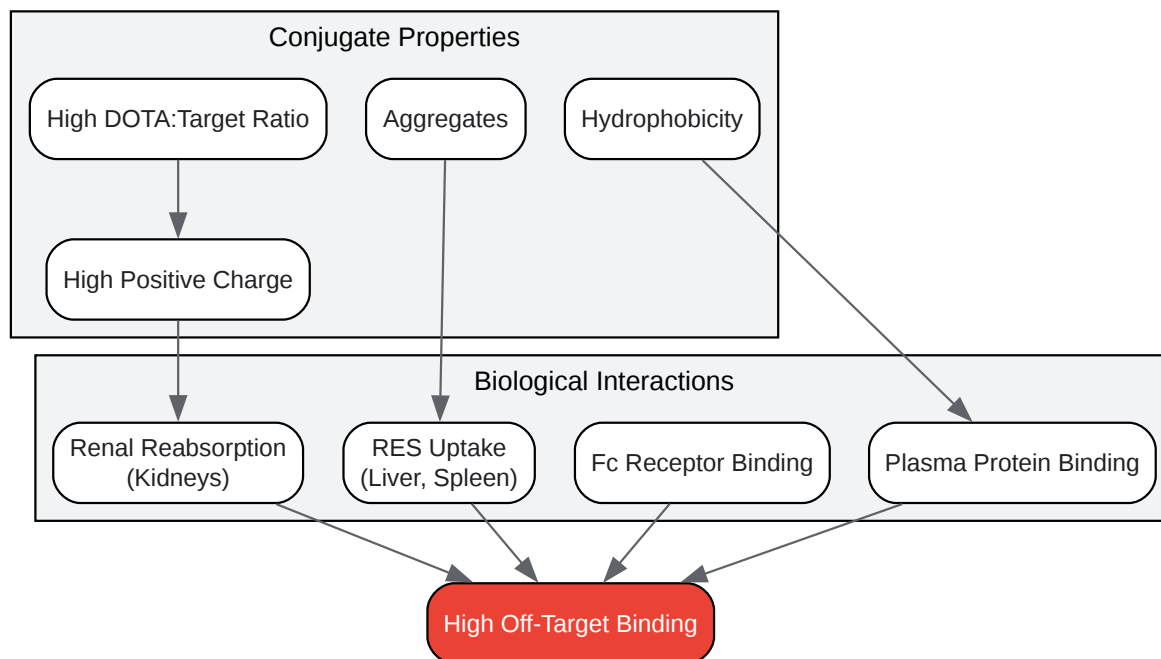 Conjugate Properties
High DOTA:Target Ratio
Aggregates
Hydrophobicity
High Positive Charge
Biological Interactions
Renal Reabsorption
(Kidneys)
RES Uptake
(Liver, Spleen)
Fc Receptor Binding
Plasma Protein Binding
High Off-Target Binding